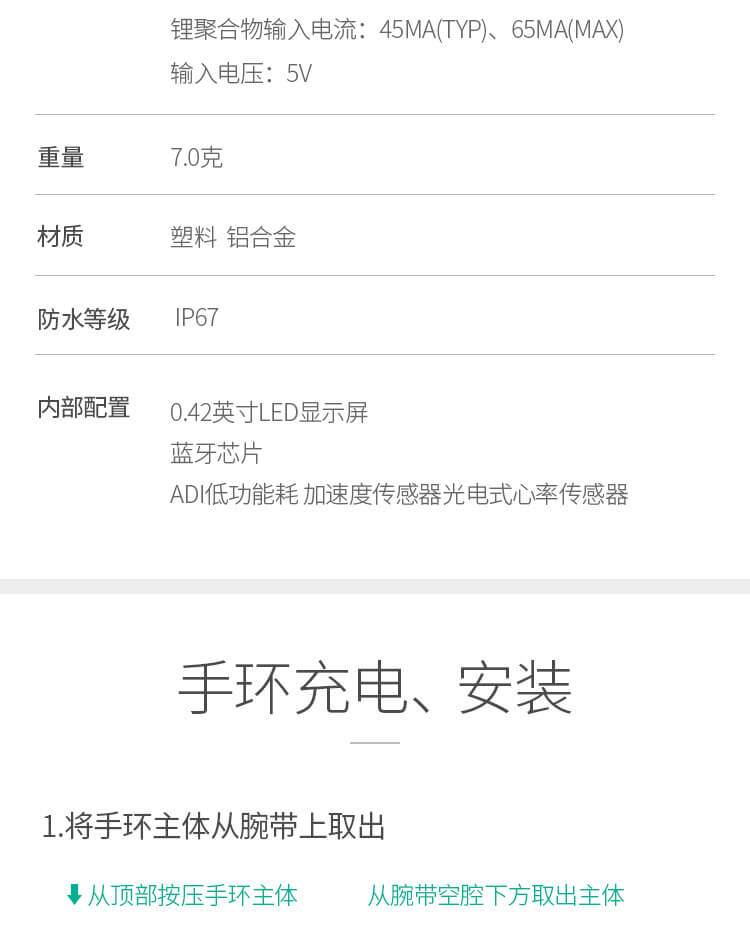 锂聚合物输入电流：45MA(TYP)、65MA(MAX)
输入电压：5V
重量 7.0克
材质 塑料 铝合金
防水等级 IP67
内部配置 0.42英寸LED显示屏
蓝牙芯片
ADI低功能耗 加速度传感器光电式心率传感器
手环充电、安装
1.将手环主体从腕带上取出
从顶部按压手环主体 从腕带空腔下方取出主体